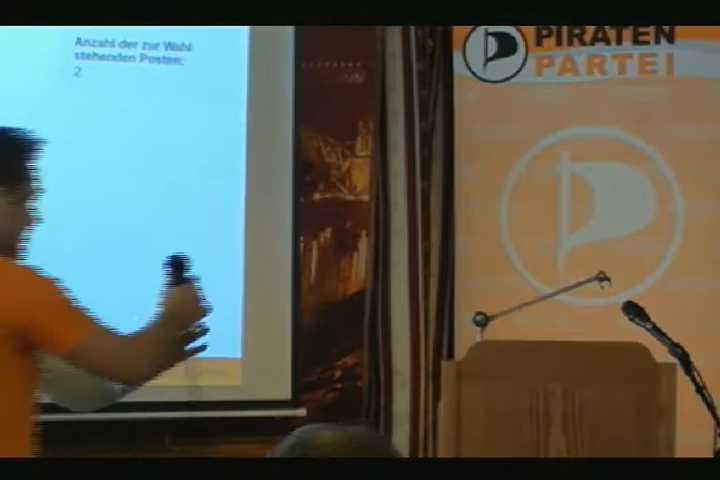 Anzahl der zur Wahl
stehenden Posten:
2
PIRATEN
PARTEI